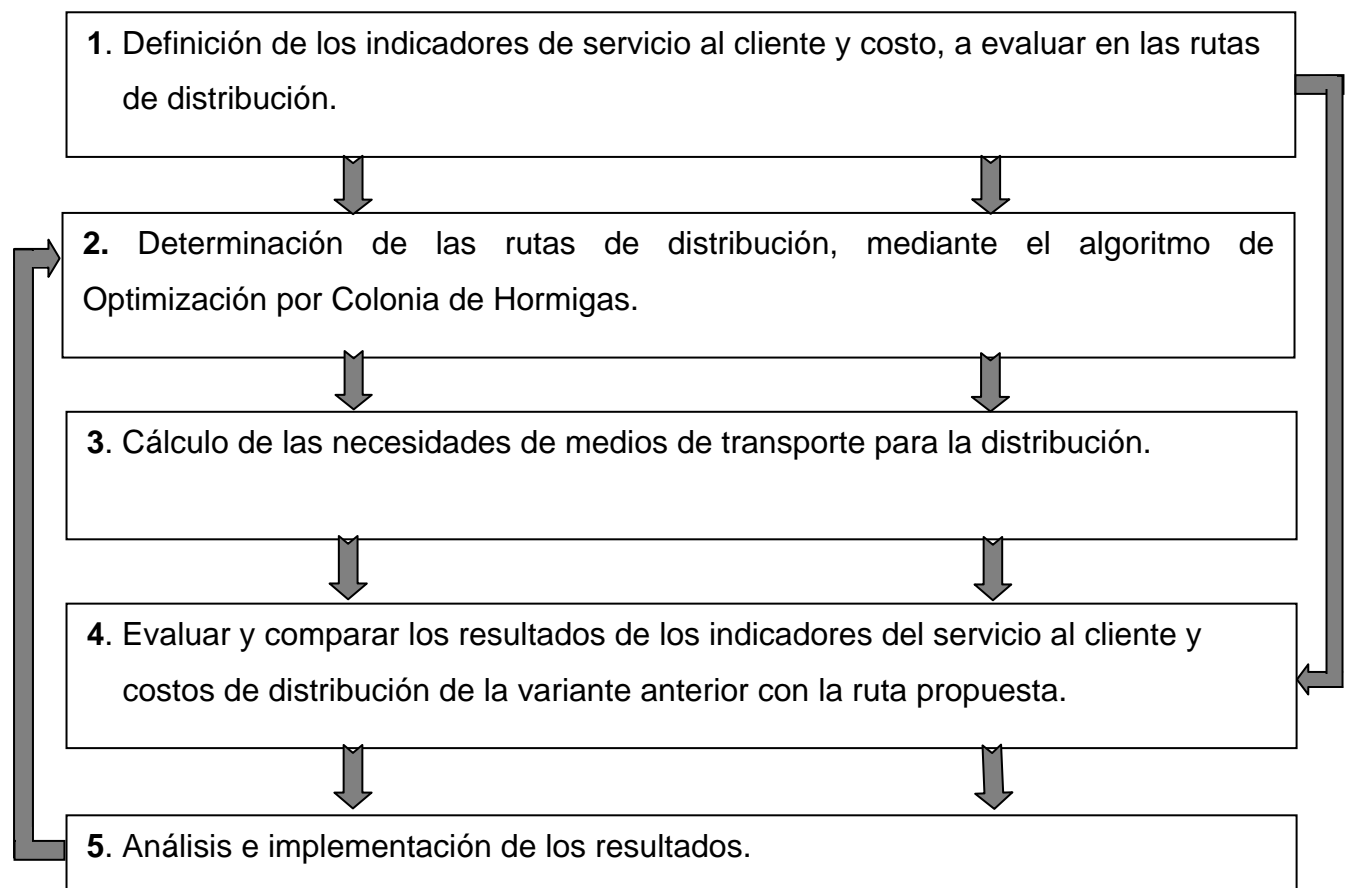 1. Definición de los indicadores de servicio al cliente y costo, a evaluar en las rutas
de distribución.
2. Determinación de las rutas de distribución, mediante el algoritmo de
Optimización por Colonia de Hormigas.
3. Cálculo de las necesidades de medios de transporte para la distribución.
4. Evaluar y comparar los resultados de los indicadores del servicio al cliente y
costos de distribución de la variante anterior con la ruta propuesta.
5. Análisis e implementación de los resultados.